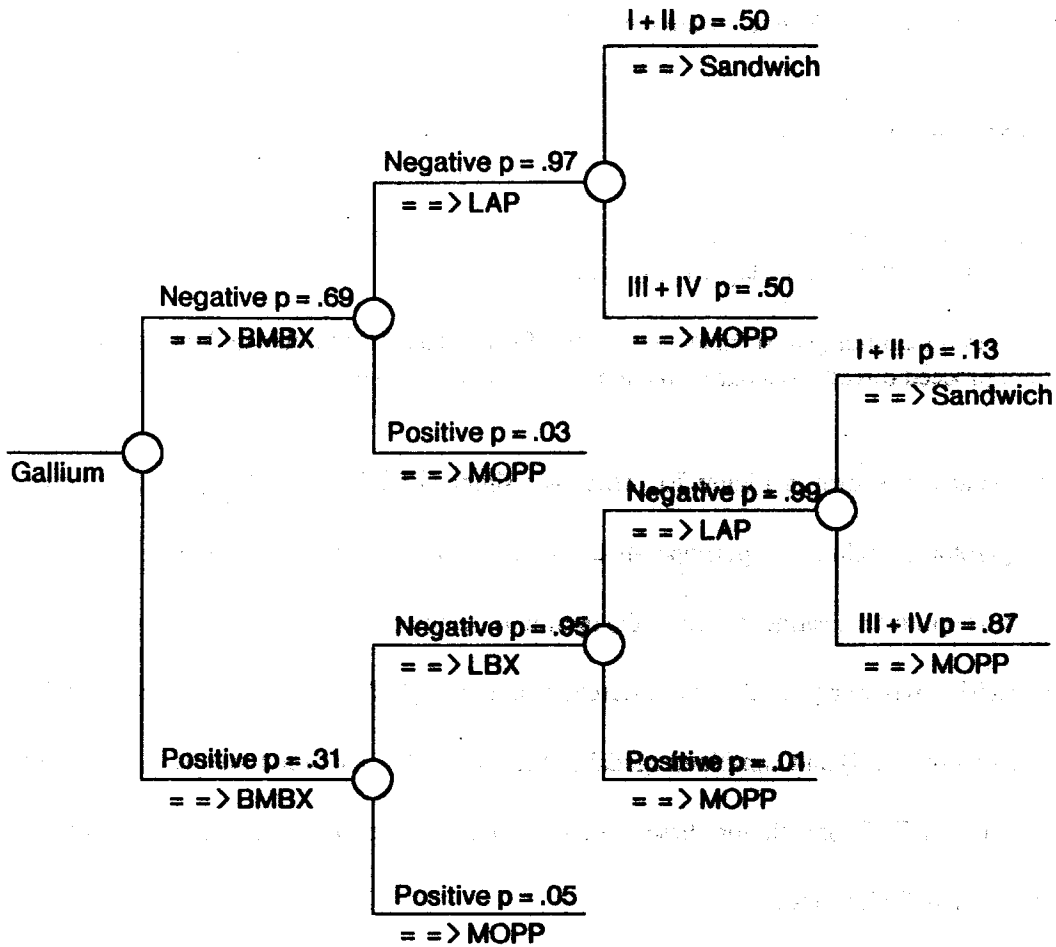 I + II p = .50
= = > Sandwich
Negative p = .97
= = > LAP
Negative p = .69
= = > BMBX
III + IV p = .50
= = > MOPP
I + II p = .13
= = > Sandwich
Positive p = .03
= = > MOPP
Gallium
Negative p = .99
= = > LAP
Negative p = .95
= = > LBX
III + IV p = .87
= = > MOPP
Positive p = .31
= = > BMBX
Positive p = .01
= = > MOPP
Positive p = .05
= = > MOPP